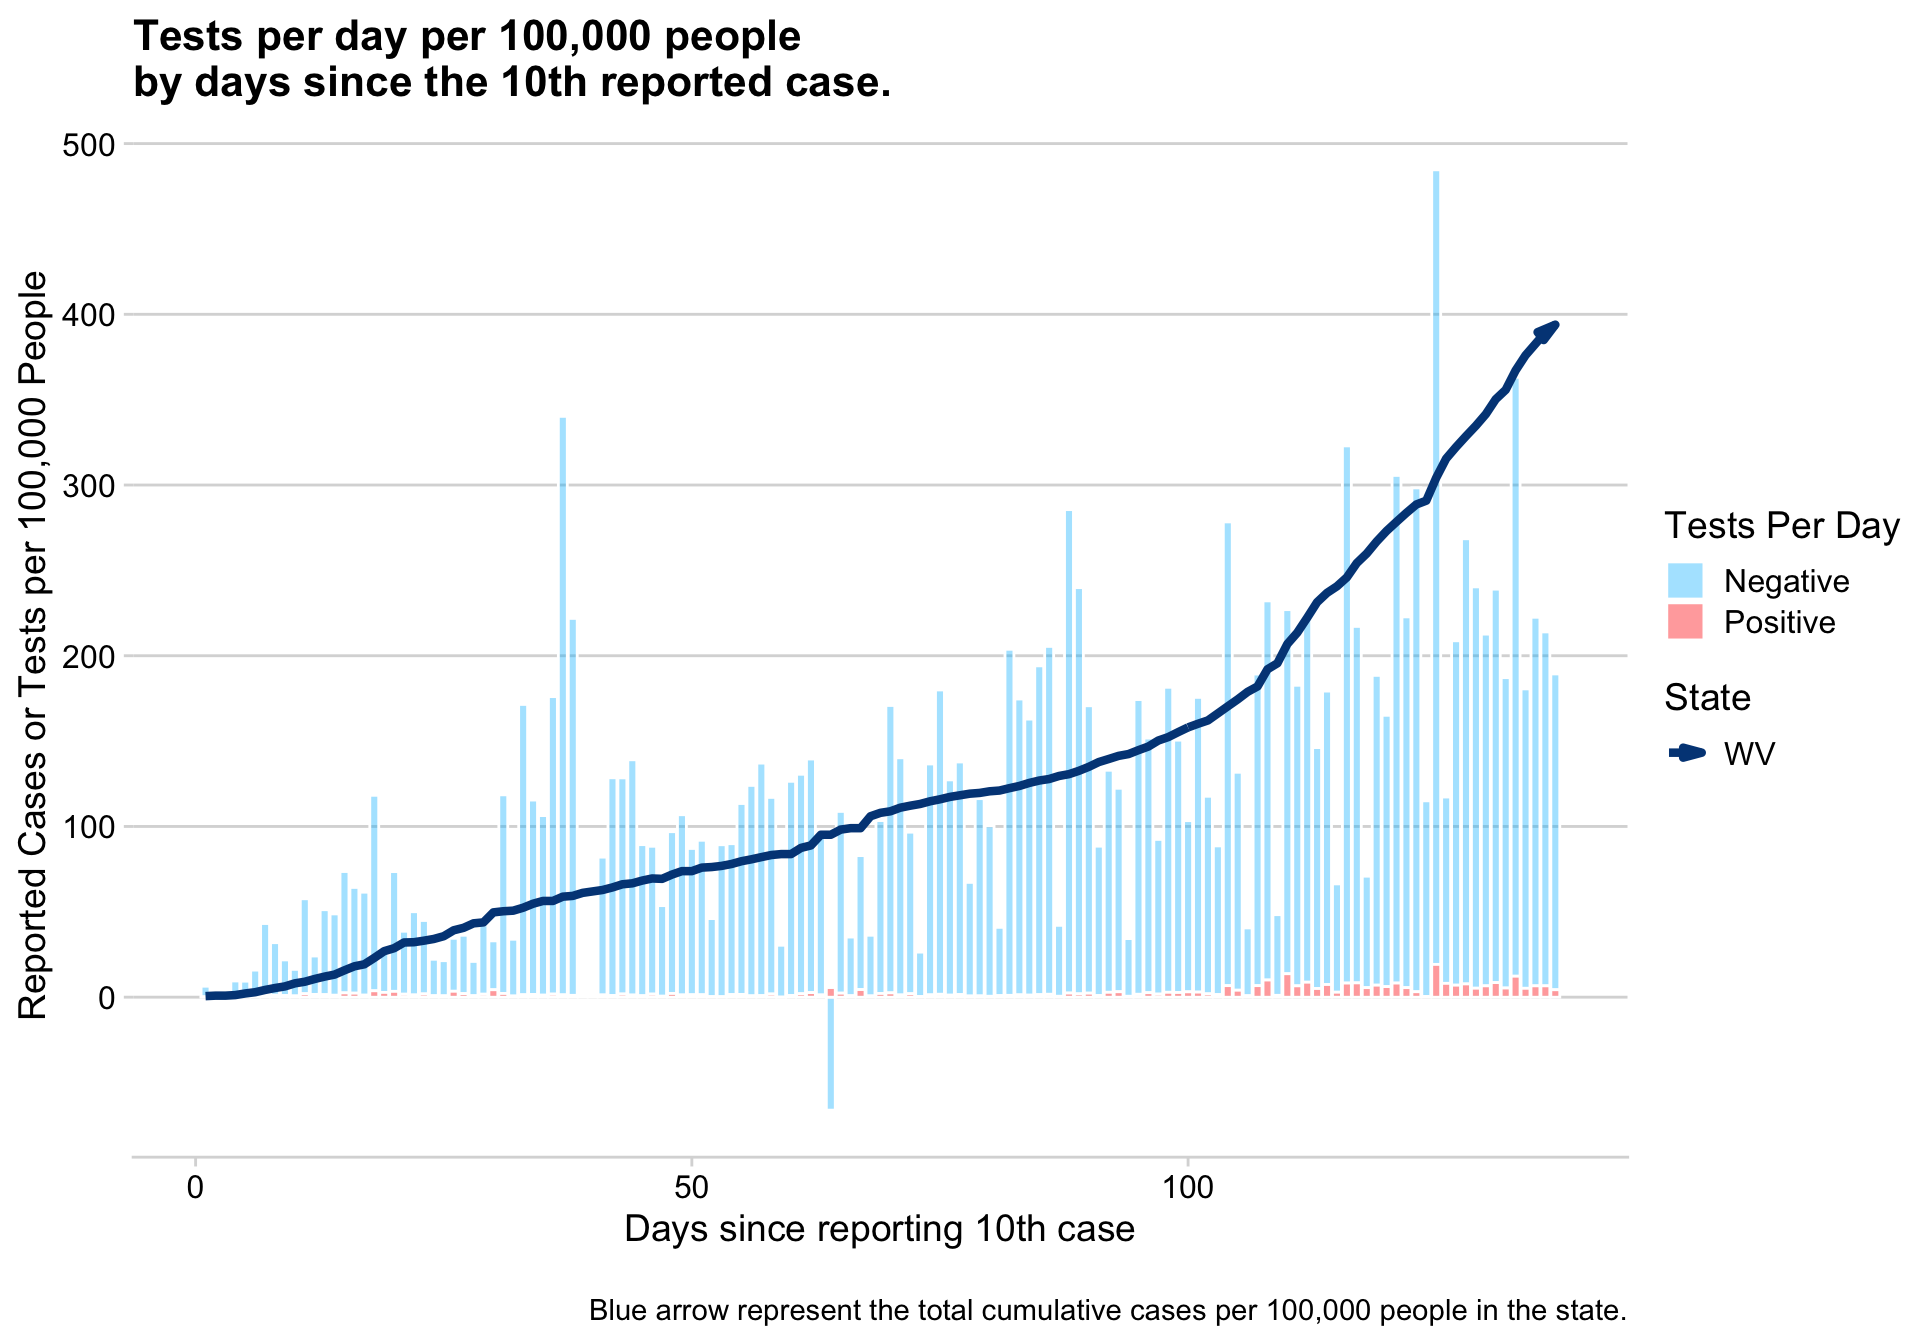 Tests per day per 100,000 people
by days since the 10th reported case.
Reported Cases or Tests per 100,000 People
500
400
300
200
100
0
0
50
100
Days since reporting 10th case
Tests Per Day
Negative
Positive
State
WV
Blue arrow represent the total cumulative cases per 100,000 people in the state.